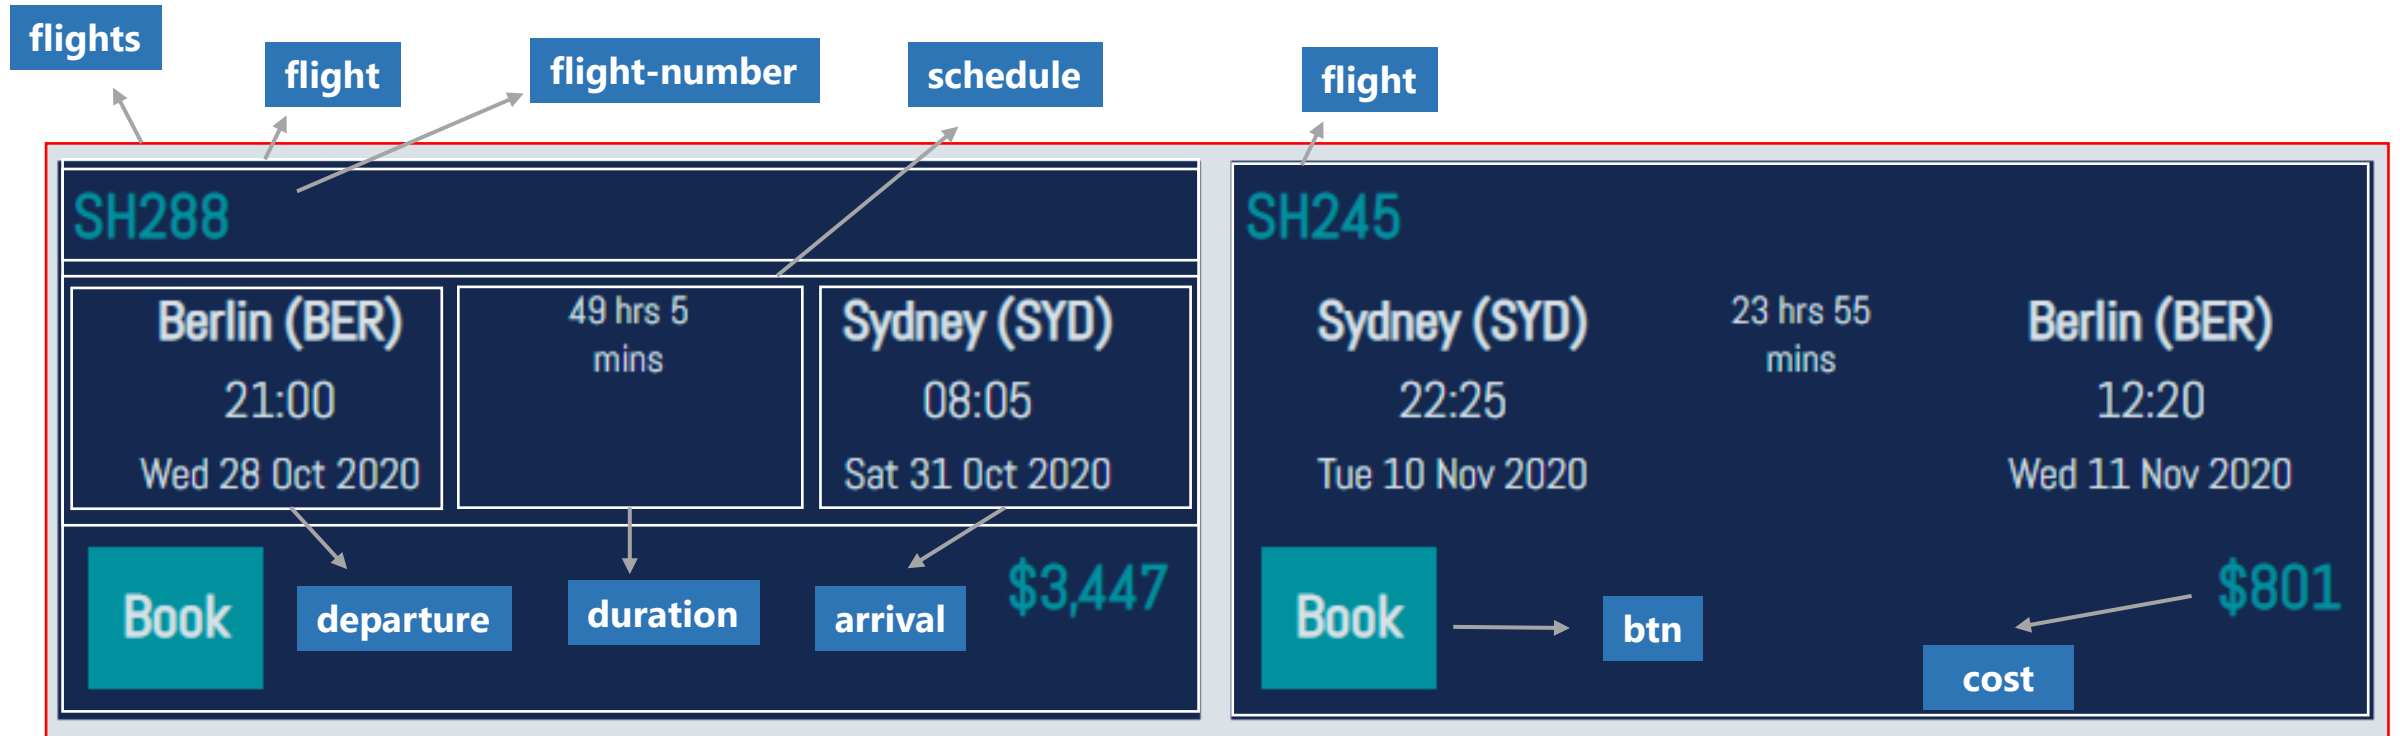 flights
flight
flight-number
schedule
flight
SH288
Berlin (BER)
21:00
Wed 28 Oct 2020
49 hrs 5
mins
Sydney (SYD)
08:05
Sat 31 Oct 2020
Book
departure
duration
arrival
$3,447
SH245
Sydney (SYD)
22:25
Tue 10 Nov 2020
23 hrs 55
mins
Berlin (BER)
12:20
Wed 11 Nov 2020
Book
btn
cost
$801